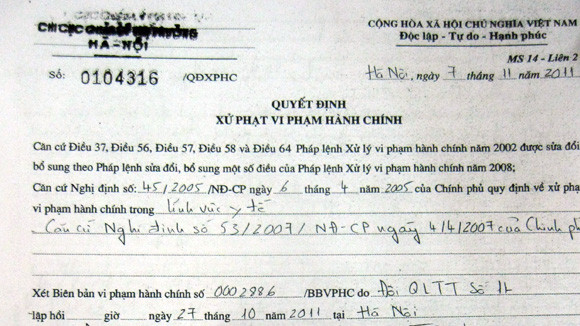 CHI CỤC QUẢN LÝ THỊ TRƯỜNG
HÀ-NỘI
Số: 0104316 /QĐXPHC
CỘNG HÒA XÃ HỘI CHỦ NGHĨA VIỆT NAM
Độc lập - Tự do - Hạnh phúc
MS 14 - Liên 2
Hà Nội, ngày 7 tháng 11 năm 2011
QUYẾT ĐỊNH
XỬ PHẠT VI PHẠM HÀNH CHÍNH
Căn cứ Điều 37, Điều 56, Điều 57, Điều 58 và Điều 64 Pháp lệnh Xử lý vi phạm hành chính năm 2002 được sửa đổi
bổ sung theo Pháp lệnh sửa đổi, bổ sung một số điều của Pháp lệnh Xử lý vi phạm hành chính năm 2008;
Căn cứ Nghị định số: 45/2005/NĐ-CP ngày 6 tháng 4 năm 2005 của Chính phủ quy định về xử phạt
vi phạm hành chính trong lĩnh vực y tế
Căn cứ Nghị định số 53/2007/NĐ-CP ngày 4/4/2007 của Chính ph
Xét Biên bản vi phạm hành chính số 0002986 /BBVPHC do Đội QLTT Số
lập hồi giờ ngày 27 tháng 10 năm 2011 tại Hà Nội